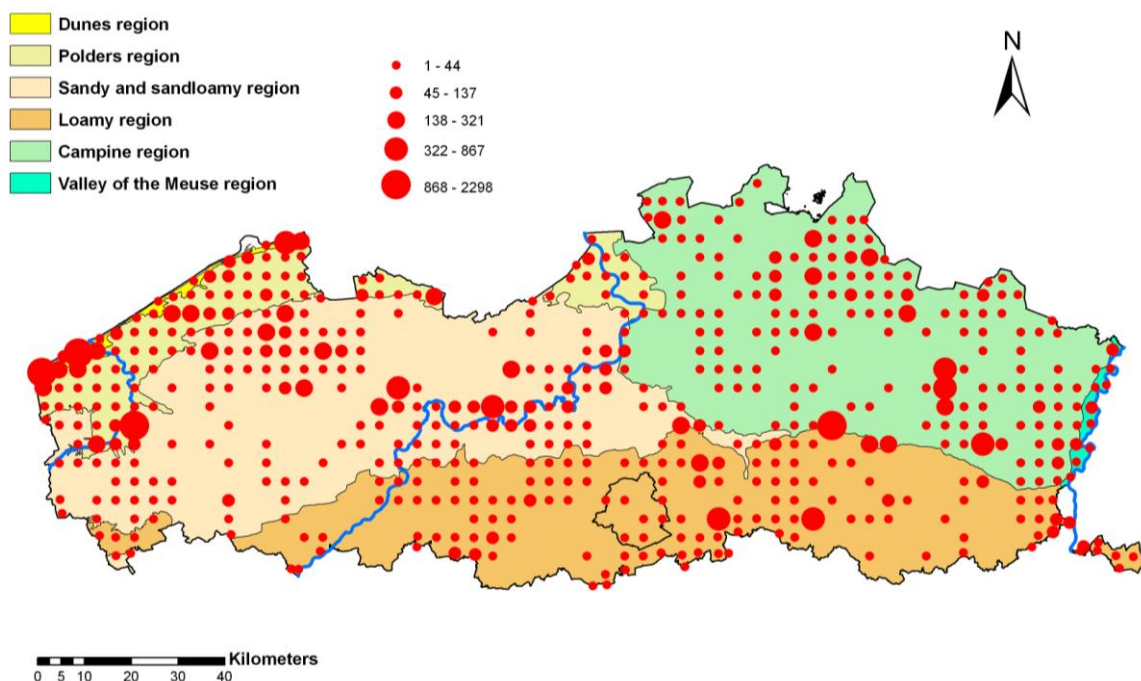 Dunes region
Polders region
Sandy and sandloamy region
Loamy region
Campine region
Valley of the Meuse region
1 - 44
45 - 137
138 - 321
322 - 867
868 - 2298
N
Kilometers
0 5 10 20 30 40